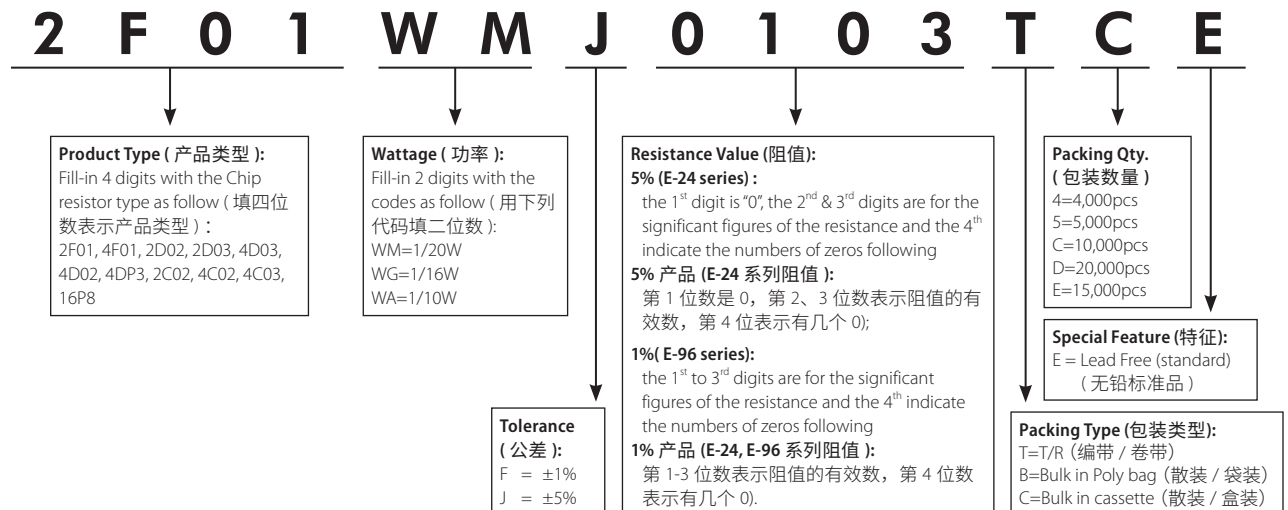 2F01 WM J 0103 T C E
Product Type ( 产品类型 ):
Fill-in 4 digits with the Chip
resistor type as follow ( 填四位
数表示产品类型 ) :
2F01, 4F01, 2D02, 2D03, 4D03,
4D02, 4DP3, 2C02, 4C02, 4C03,
16P8
Wattage ( 功率 ):
Fill-in 2 digits with the
codes as follow ( 用下列
代码填二位数 ):
WM=1/20W
WG=1/16W
WA=1/10W
Tolerance
( 公差 ):
F = ±1%
J = ±5%
Resistance Value (阻值):
5% (E-24 series) :
the 1st digit is "0", the 2nd & 3rd digits are for the
significant figures of the resistance and the 4th
indicate the numbers of zeros following
5% 产品 (E-24 系列阻值 ):
第 1 位数是 0，第 2、3 位数表示阻值的有
效数，第 4 位表示有几个 0);
1%( E-96 series):
the 1st to 3rd digits are for the significant
figures of the resistance and the 4th indicate
the numbers of zeros following
1% 产品 (E-24, E-96 系列阻值 ):
第 1-3 位数表示阻值的有效数，第 4 位数
表示有几个 0).
Packing Qty.
( 包装数量 )
4=4,000pcs
5=5,000pcs
C=10,000pcs
D=20,000pcs
E=15,000pcs
Special Feature (特征):
E = Lead Free (standard)
( 无铅标准品 )
Packing Type (包装类型):
T=T/R (编带 / 卷带)
B=Bulk in Poly bag (散装 / 袋装)
C=Bulk in cassette (散装 / 盒装)